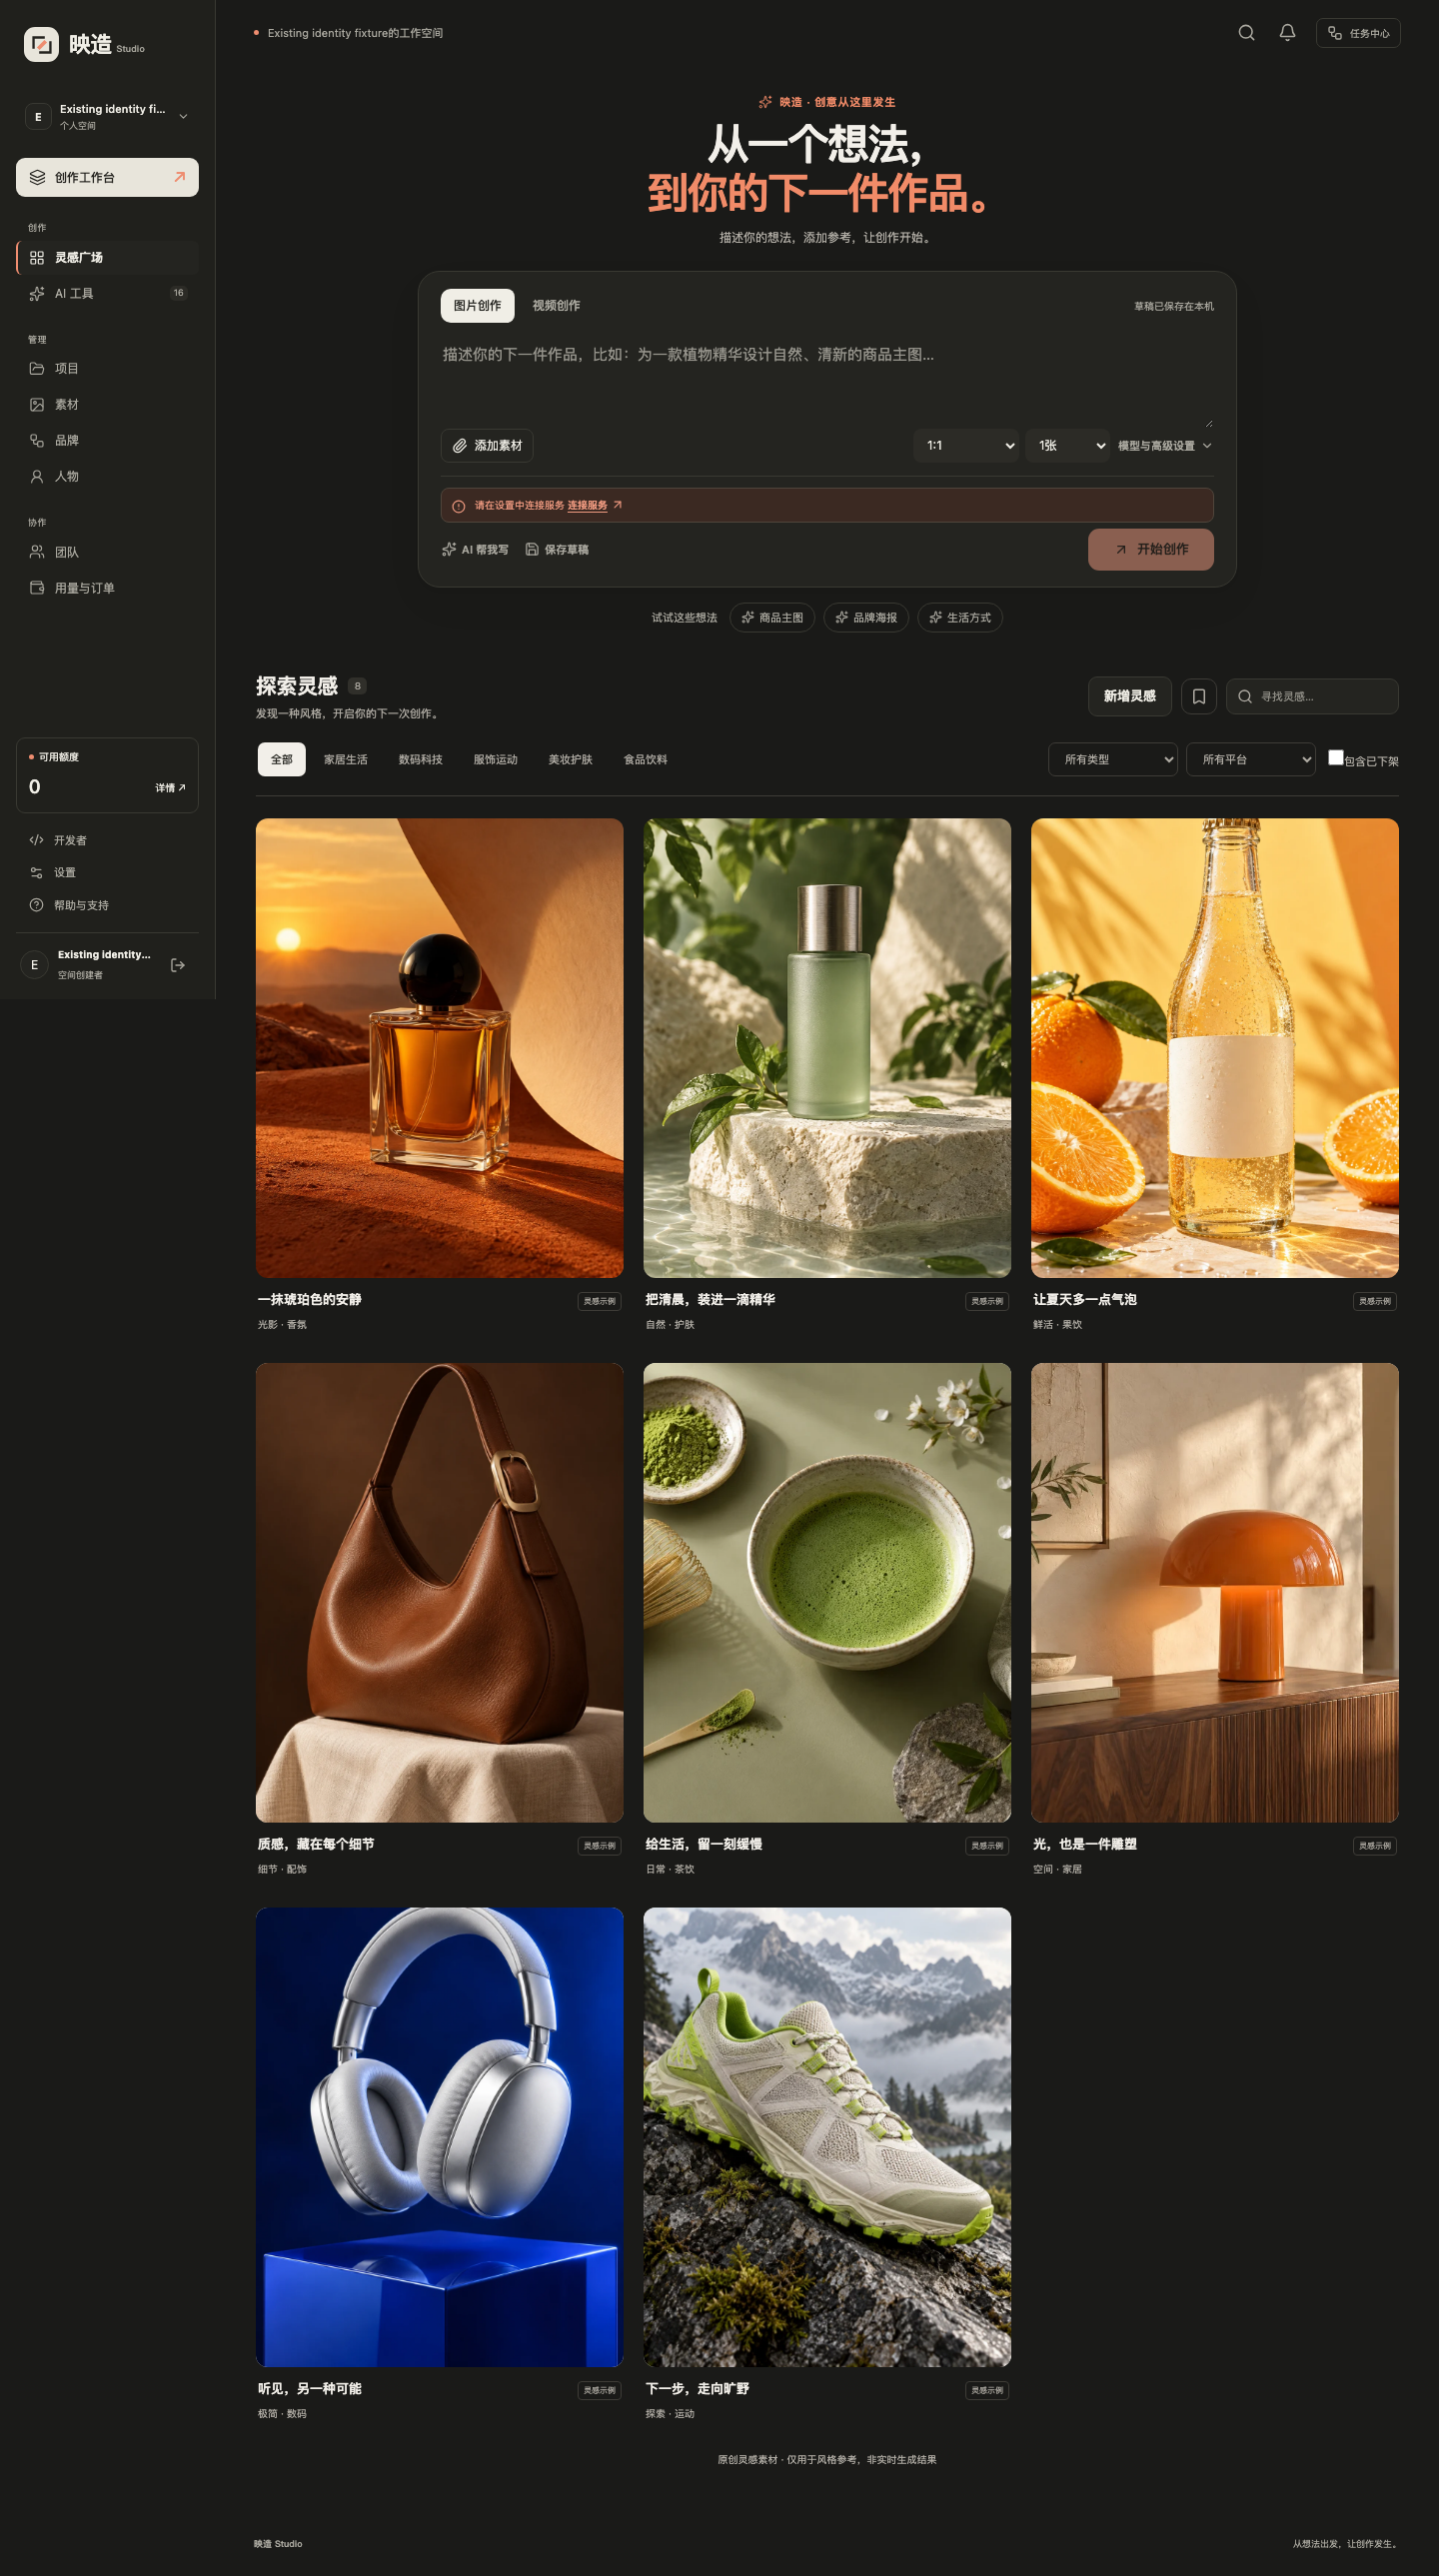 映造 Studio
E
Existing identity fi...
个人空间
创作工作台
创作
灵感广场
AI 工具
16
管理
项目
素材
品牌
人物
协作
团队
用量与订单
可用额度
0
详情
开发者
设置
帮助与支持
E
Existing identity...
空间创建者
Existing identity fixture的工作空间
任务中心
映造 · 创意从这里发生
从一个想法，
到你的下一件作品。
描述你的想法，添加参考，让创作开始。
图片创作
视频创作
草稿已保存在本机
描述你的下一件作品，比如：为一款植物精华设计自然、清新的商品主图...
添加素材
1:1
1张
模型与高级设置
请在设置中连接服务 连接服务
AI 帮我写
保存草稿
开始创作
试试这些想法
商品主图
品牌海报
生活方式
探索灵感
8
发现一种风格，开启你的下一次创作。
新增灵感
寻找灵感...
全部
家居生活
数码科技
服饰运动
美妆护肤
食品饮料
所有类型
所有平台
包含已下架
一抹琥珀色的安静
灵感示例
光影 · 香氛
把清晨，装进一滴精华
灵感示例
自然 · 护肤
让夏天多一点气泡
灵感示例
鲜活 · 果饮
质感，藏在每个细节
灵感示例
细节 · 配饰
给生活，留一刻缓慢
灵感示例
日常 · 茶饮
光，也是一件雕塑
灵感示例
空间 · 家居
听见，另一种可能
灵感示例
极简 · 数码
下一步，走向旷野
灵感示例
探索 · 运动
原创灵感素材 · 仅用于风格参考，非实时生成结果
映造 Studio
从想法出发，让创作发生。